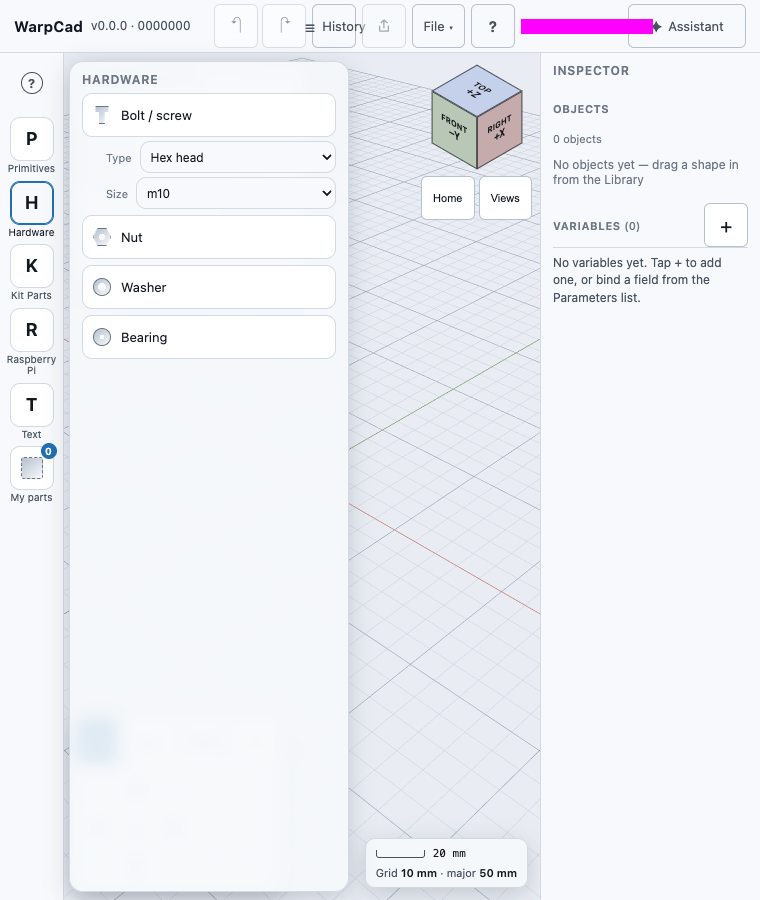 WarpCad v0.0.0 · 0000000
≡ History
File ▾
?
Assistant
?
P
Primitives
H
Hardware
K
Kit Parts
R
Raspberry
Pi
T
Text
0
My parts
HARDWARE
Bolt / screw
Type Hex head
Size m10
Nut
Washer
Bearing
TOP
+Z
FRONT
−Y
RIGHT
+X
Home Views
20 mm
Grid 10 mm · major 50 mm
INSPECTOR
OBJECTS
0 objects
No objects yet — drag a shape in
from the Library
VARIABLES (0)
+
No variables yet. Tap + to add
one, or bind a field from the
Parameters list.